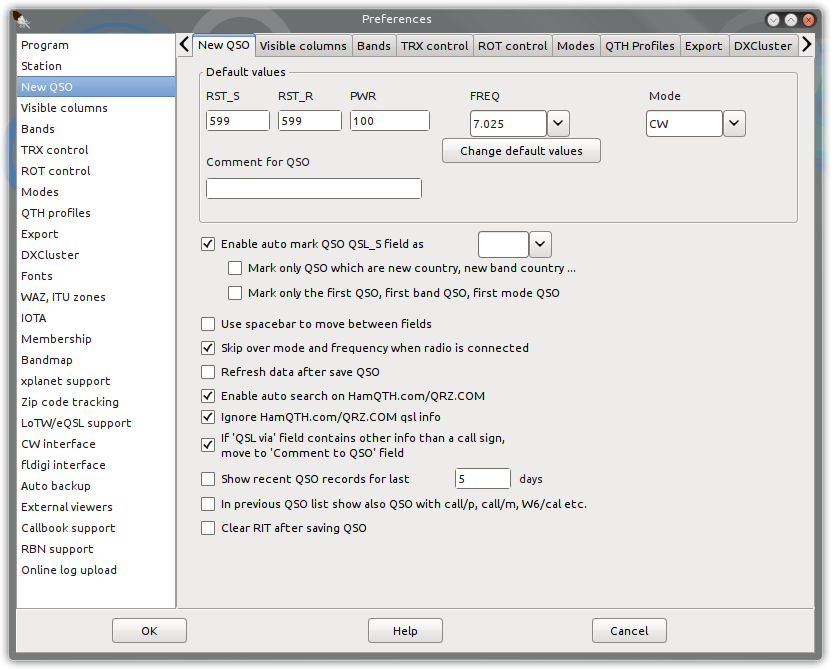 Preferences
Program
Station
New QSO
Visible columns
Bands
TRX control
ROT control
Modes
QTH profiles
Export
DXCluster
Fonts
WAZ, ITU zones
IOTA
Membership
Bandmap
xplanet support
Zip code tracking
LoTW/eQSL support
CW interface
fldigi interface
Auto backup
External viewers
Callbook support
RBN support
Online log upload
New QSO Visible columns Bands TRX control ROT control Modes QTH Profiles Export DXCluster
Default values
RST_S RST_R PWR FREQ Mode
599 599 100 7.025 CW
Change default values
Comment for QSO
Enable auto mark QSO QSL_S field as
Mark only QSO which are new country, new band country ...
Mark only the first QSO, first band QSO, first mode QSO
Use spacebar to move between fields
Skip over mode and frequency when radio is connected
Refresh data after save QSO
Enable auto search on HamQTH.com/QRZ.COM
Ignore HamQTH.com/QRZ.COM qsl info
If 'QSL via' field contains other info than a call sign,
move to 'Comment to QSO' field
Show recent QSO records for last 5 days
In previous QSO list show also QSO with call/p, call/m, W6/cal etc.
Clear RIT after saving QSO
OK Help Cancel